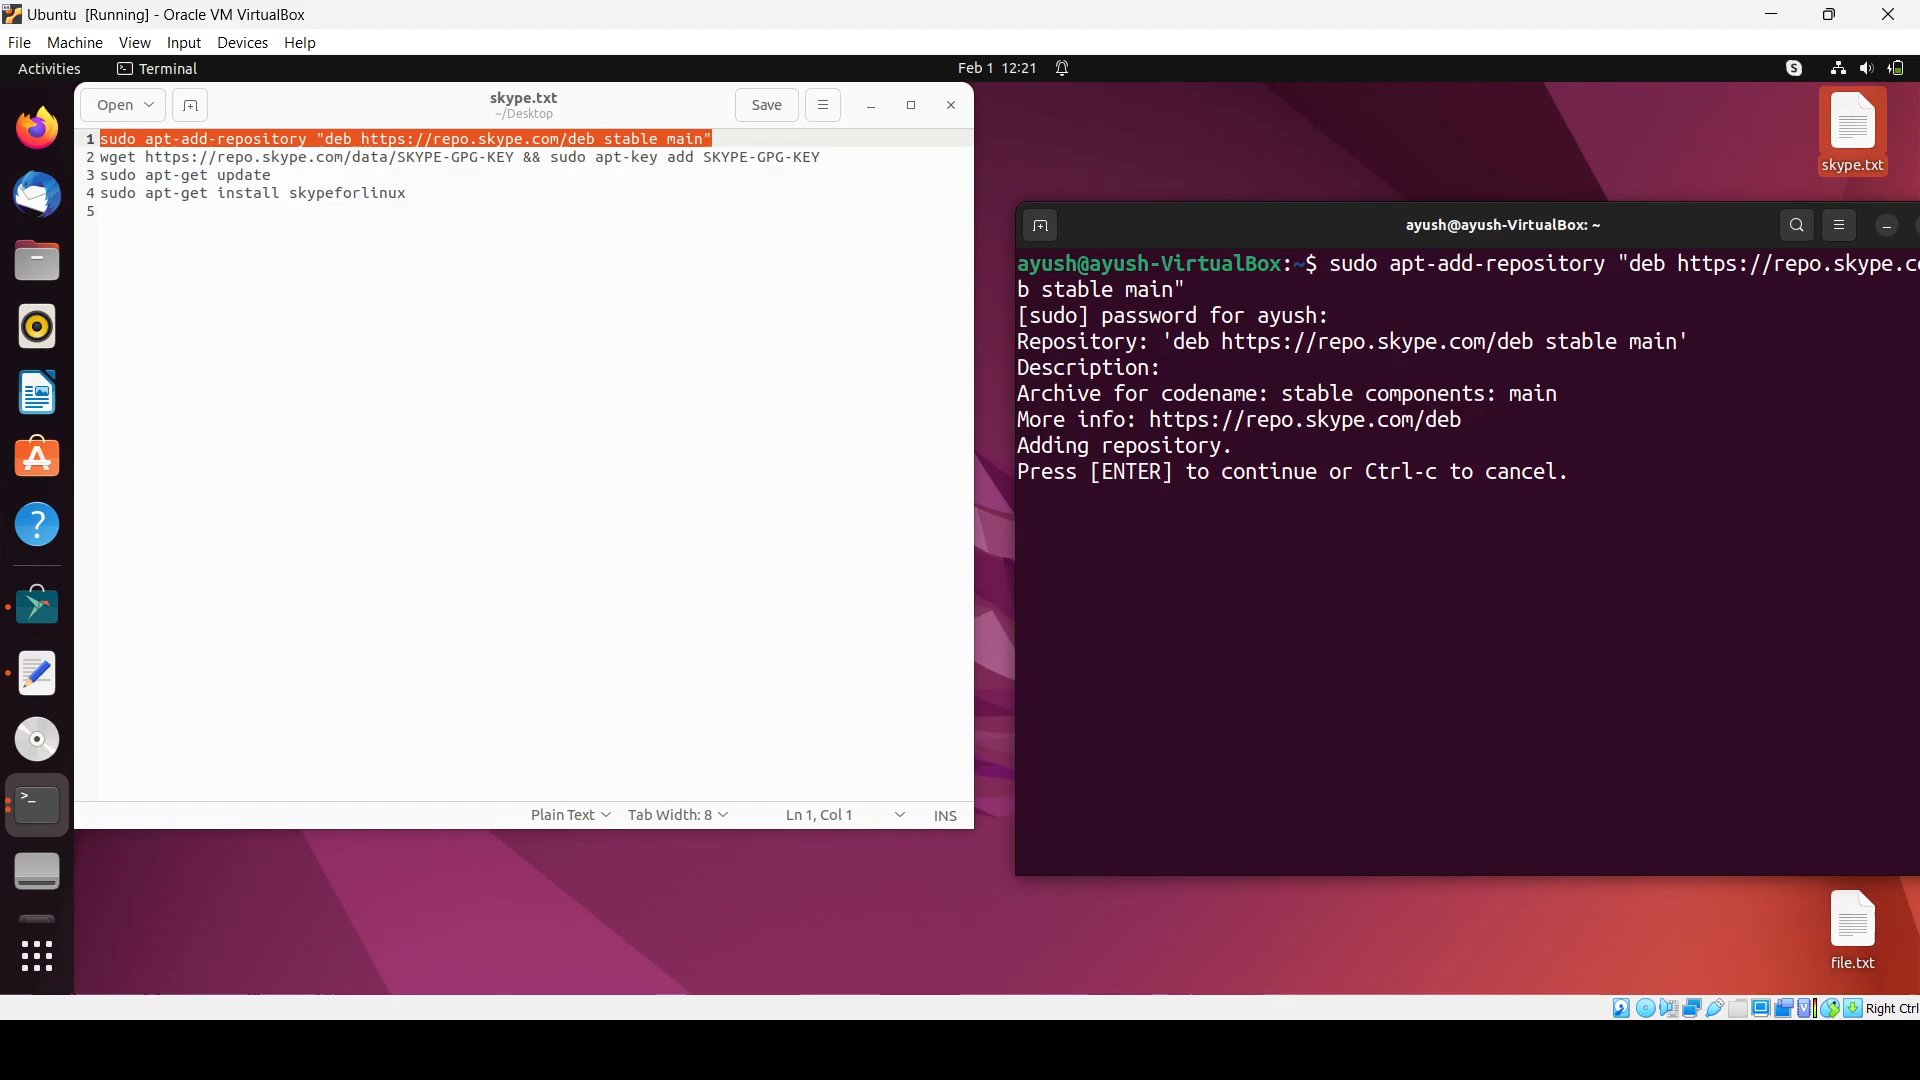 Ubuntu [Running] - Oracle VM VirtualBox
File Machine View Input Devices Help
Activities Terminal Feb 1 12:21
Open skype.txt Save
~/Desktop
1 sudo apt-add-repository "deb https://repo.skype.com/deb stable main"
2 wget https://repo.skype.com/data/SKYPE-GPG-KEY && sudo apt-key add SKYPE-GPG-KEY
3 sudo apt-get update
4 sudo apt-get install skypeforlinux
5
Plain Text Tab Width: 8 Ln 1, Col 1 INS
skype.txt
ayush@ayush-VirtualBox: ~
ayush@ayush-VirtualBox:~$ sudo apt-add-repository "deb https://repo.skype.c
b stable main"
[sudo] password for ayush:
Repository: 'deb https://repo.skype.com/deb stable main'
Description:
Archive for codename: stable components: main
More info: https://repo.skype.com/deb
Adding repository.
Press [ENTER] to continue or Ctrl-c to cancel.
file.txt
Right Ctrl